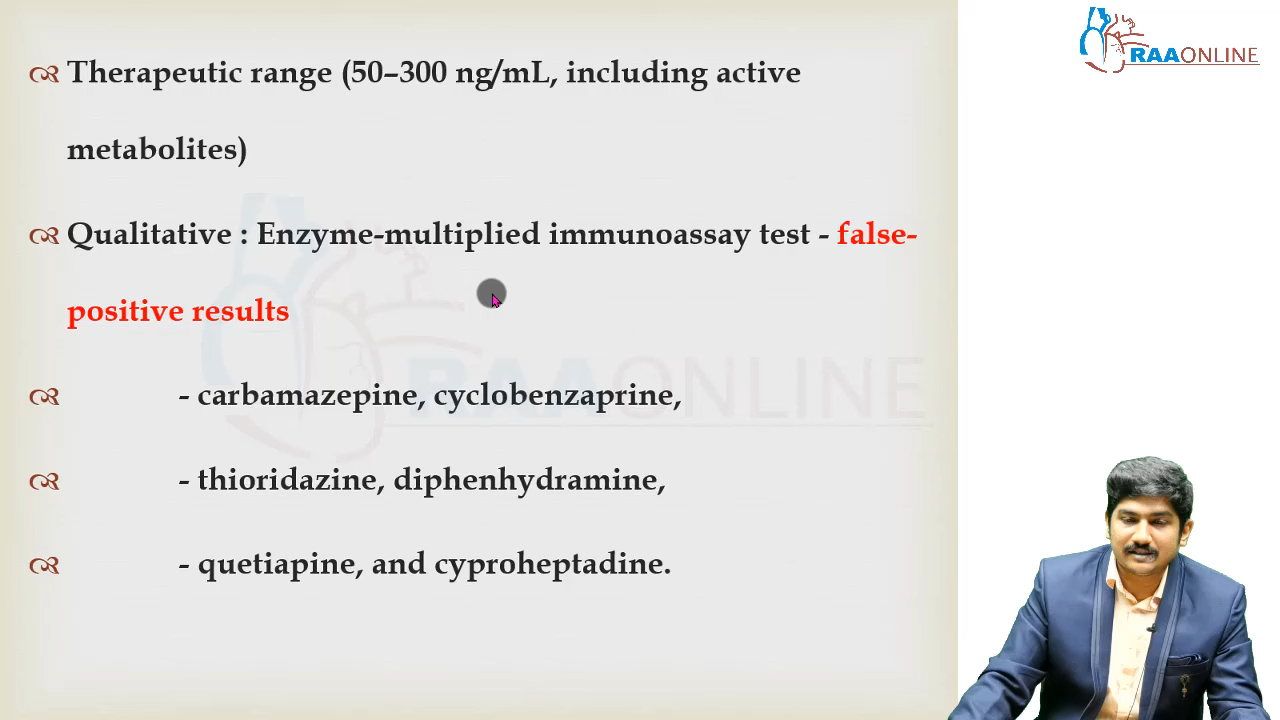 RAAONLINE
Therapeutic range (50–300 ng/mL, including active
metabolites)
Qualitative : Enzyme-multiplied immunoassay test - false-
positive results
- carbamazepine, cyclobenzaprine,
- thioridazine, diphenhydramine,
- quetiapine, and cyproheptadine.
RAAONLINE